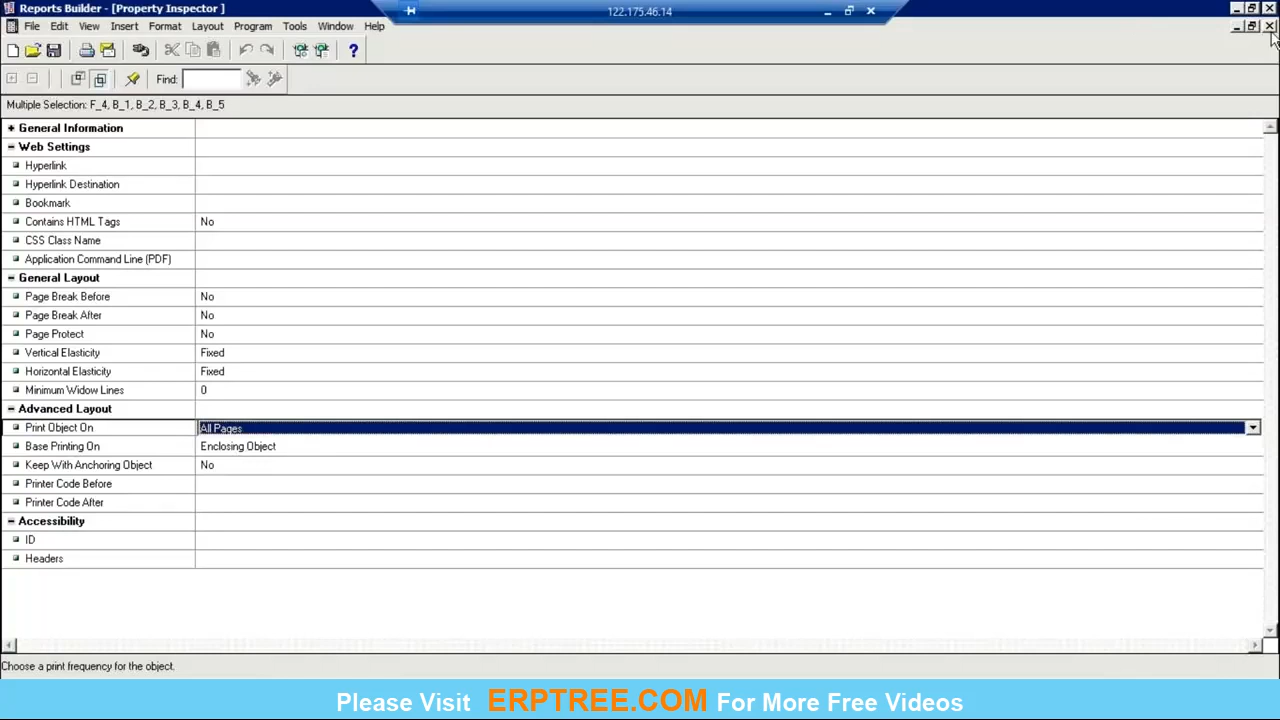 Reports Builder - [Property Inspector ]
122.175.46.14
File Edit View Insert Format Layout Program Tools Window Help
Find:
Multiple Selection: F_4, B_1, B_2, B_3, B_4, B_5
General Information
Web Settings
Hyperlink
Hyperlink Destination
Bookmark
Contains HTML Tags No
CSS Class Name
Application Command Line (PDF)
General Layout
Page Break Before No
Page Break After No
Page Protect No
Vertical Elasticity Fixed
Horizontal Elasticity Fixed
Minimum Widow Lines 0
Advanced Layout
Print Object On All Pages
Base Printing On Enclosing Object
Keep With Anchoring Object No
Printer Code Before
Printer Code After
Accessibility
ID
Headers
Choose a print frequency for the object.
Please Visit ERPTREE.COM For More Free Videos